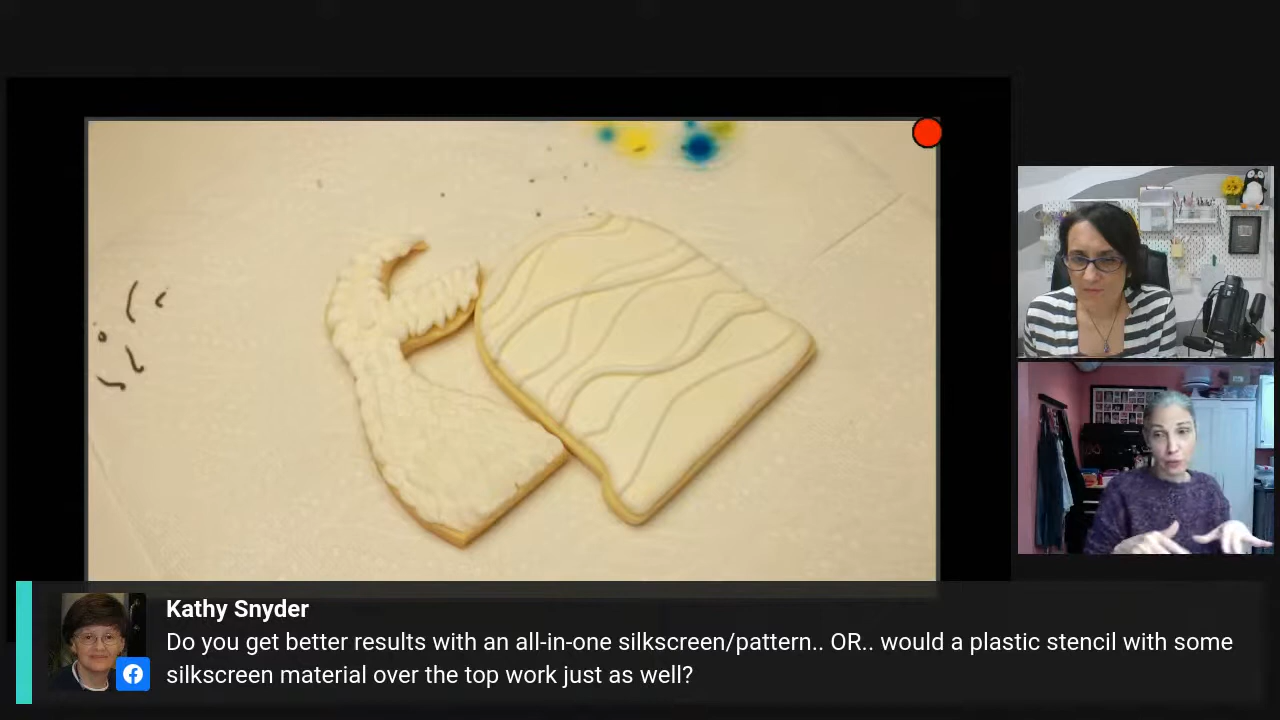 Kathy Snyder
Do you get better results with an all-in-one silkscreen/pattern.. OR.. would a plastic stencil with some
silkscreen material over the top work just as well?